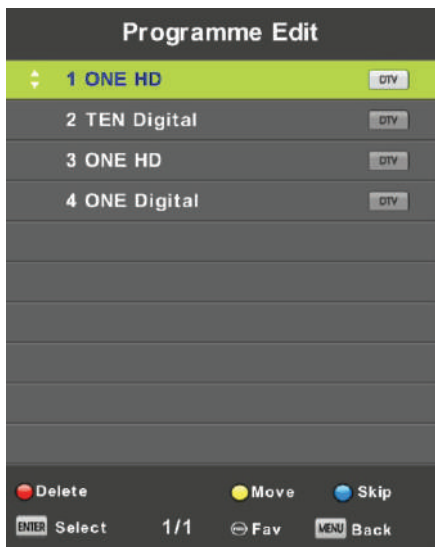 Programme Edit
1 ONE HD DTV
2 TEN Digital DTV
3 ONE HD DTV
4 ONE Digital DTV
Delete Move Skip
ENTER Select 1/1 Fav MENU Back